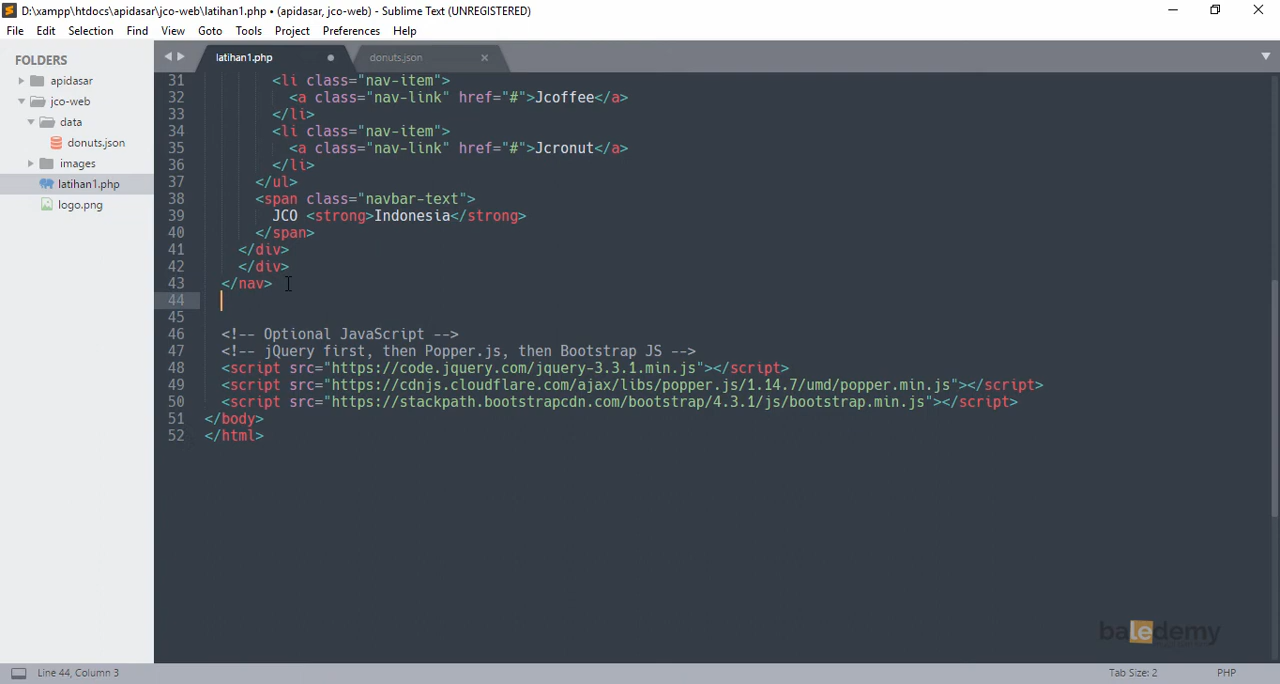 D:\xampp\htdocs\apidasar\jco-web\latihan1.php • (apidasar, jco-web) - Sublime Text (UNREGISTERED)
File Edit Selection Find View Goto Tools Project Preferences Help
FOLDERS
apidasar
jco-web
data
donuts.json
images
latihan1.php
logo.png
latihan1.php donuts.json
31 <li class="nav-item">
32 <a class="nav-link" href="#">Jcoffee</a>
33 </li>
34 <li class="nav-item">
35 <a class="nav-link" href="#">Jcronut</a>
36 </li>
37 </ul>
38 <span class="navbar-text">
39 JCO <strong>Indonesia</strong>
40 </span>
41 </div>
42 </div>
43 </nav>
44
45
46 <!-- Optional JavaScript -->
47 <!-- jQuery first, then Popper.js, then Bootstrap JS -->
48 <script src="https://code.jquery.com/jquery-3.3.1.min.js"></script>
49 <script src="https://cdnjs.cloudflare.com/ajax/libs/popper.js/1.14.7/umd/popper.min.js"></script>
50 <script src="https://stackpath.bootstrapcdn.com/bootstrap/4.3.1/js/bootstrap.min.js"></script>
51 </body>
52 </html>
baledemy
Line 44, Column 3
Tab Size: 2 PHP